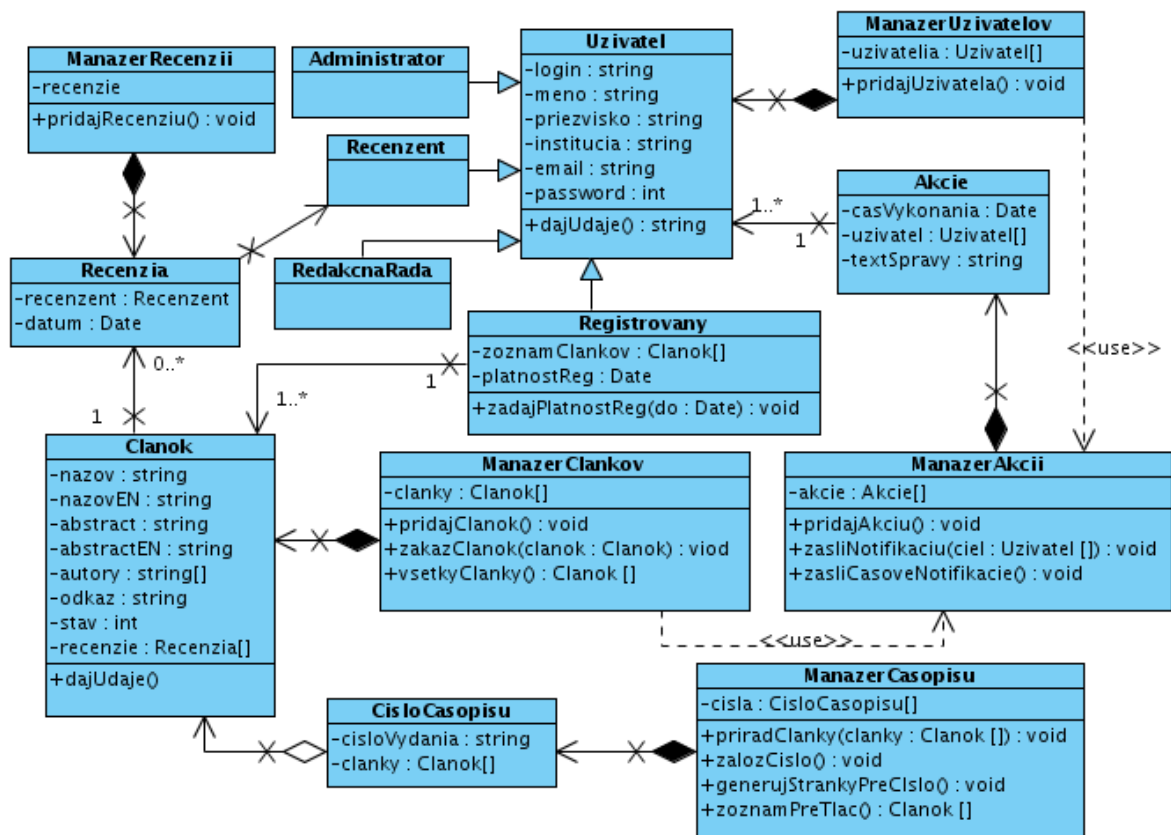 ManazerRecenzii
-recenzie
+pridajRecenziu() : void
Administrator
Recenzent
RedakcnaRada
Uzivatel
-login : string
-meno : string
-priezvisko : string
-institucia : string
-email : string
-password : int
+dajUdaje() : string
ManazerUzivatelov
-uzivatelia : Uzivatel[]
+pridajUzivatela() : void
1..*
1
Akcie
-casVykonania : Date
-uzivatel : Uzivatel[]
-textSpravy : string
<<use>>
Recenzia
-recenzent : Recenzent
-datum : Date
0..*
1
1..*
1
Registrovany
-zoznamClankov : Clanok[]
-platnostReg : Date
+zadajPlatnostReg(do : Date) : void
Clanok
-nazov : string
-nazovEN : string
-abstract : string
-abstractEN : string
-autory : string[]
-odkaz : string
-stav : int
-recenzie : Recenzia[]
+dajUdaje()
ManazerClankov
-clanky : Clanok[]
+pridajClanok() : void
+zakazClanok(clanok : Clanok) : viod
+vsetkyClanky() : Clanok []
ManazerAkcii
-akcie : Akcie[]
+pridajAkciu() : void
+zasliNotifikaciu(ciel : Uzivatel []) : void
+zasliCasoveNotifikacie() : void
<<use>>
CisloCasopisu
-cisloVydania : string
-clanky : Clanok[]
ManazerCasopisu
-cisla : CisloCasopisu[]
+priradClanky(clanky : Clanok []) : void
+zalozCislo() : void
+generujStrankyPreCIslo() : void
+zoznamPreTlac() : Clanok []